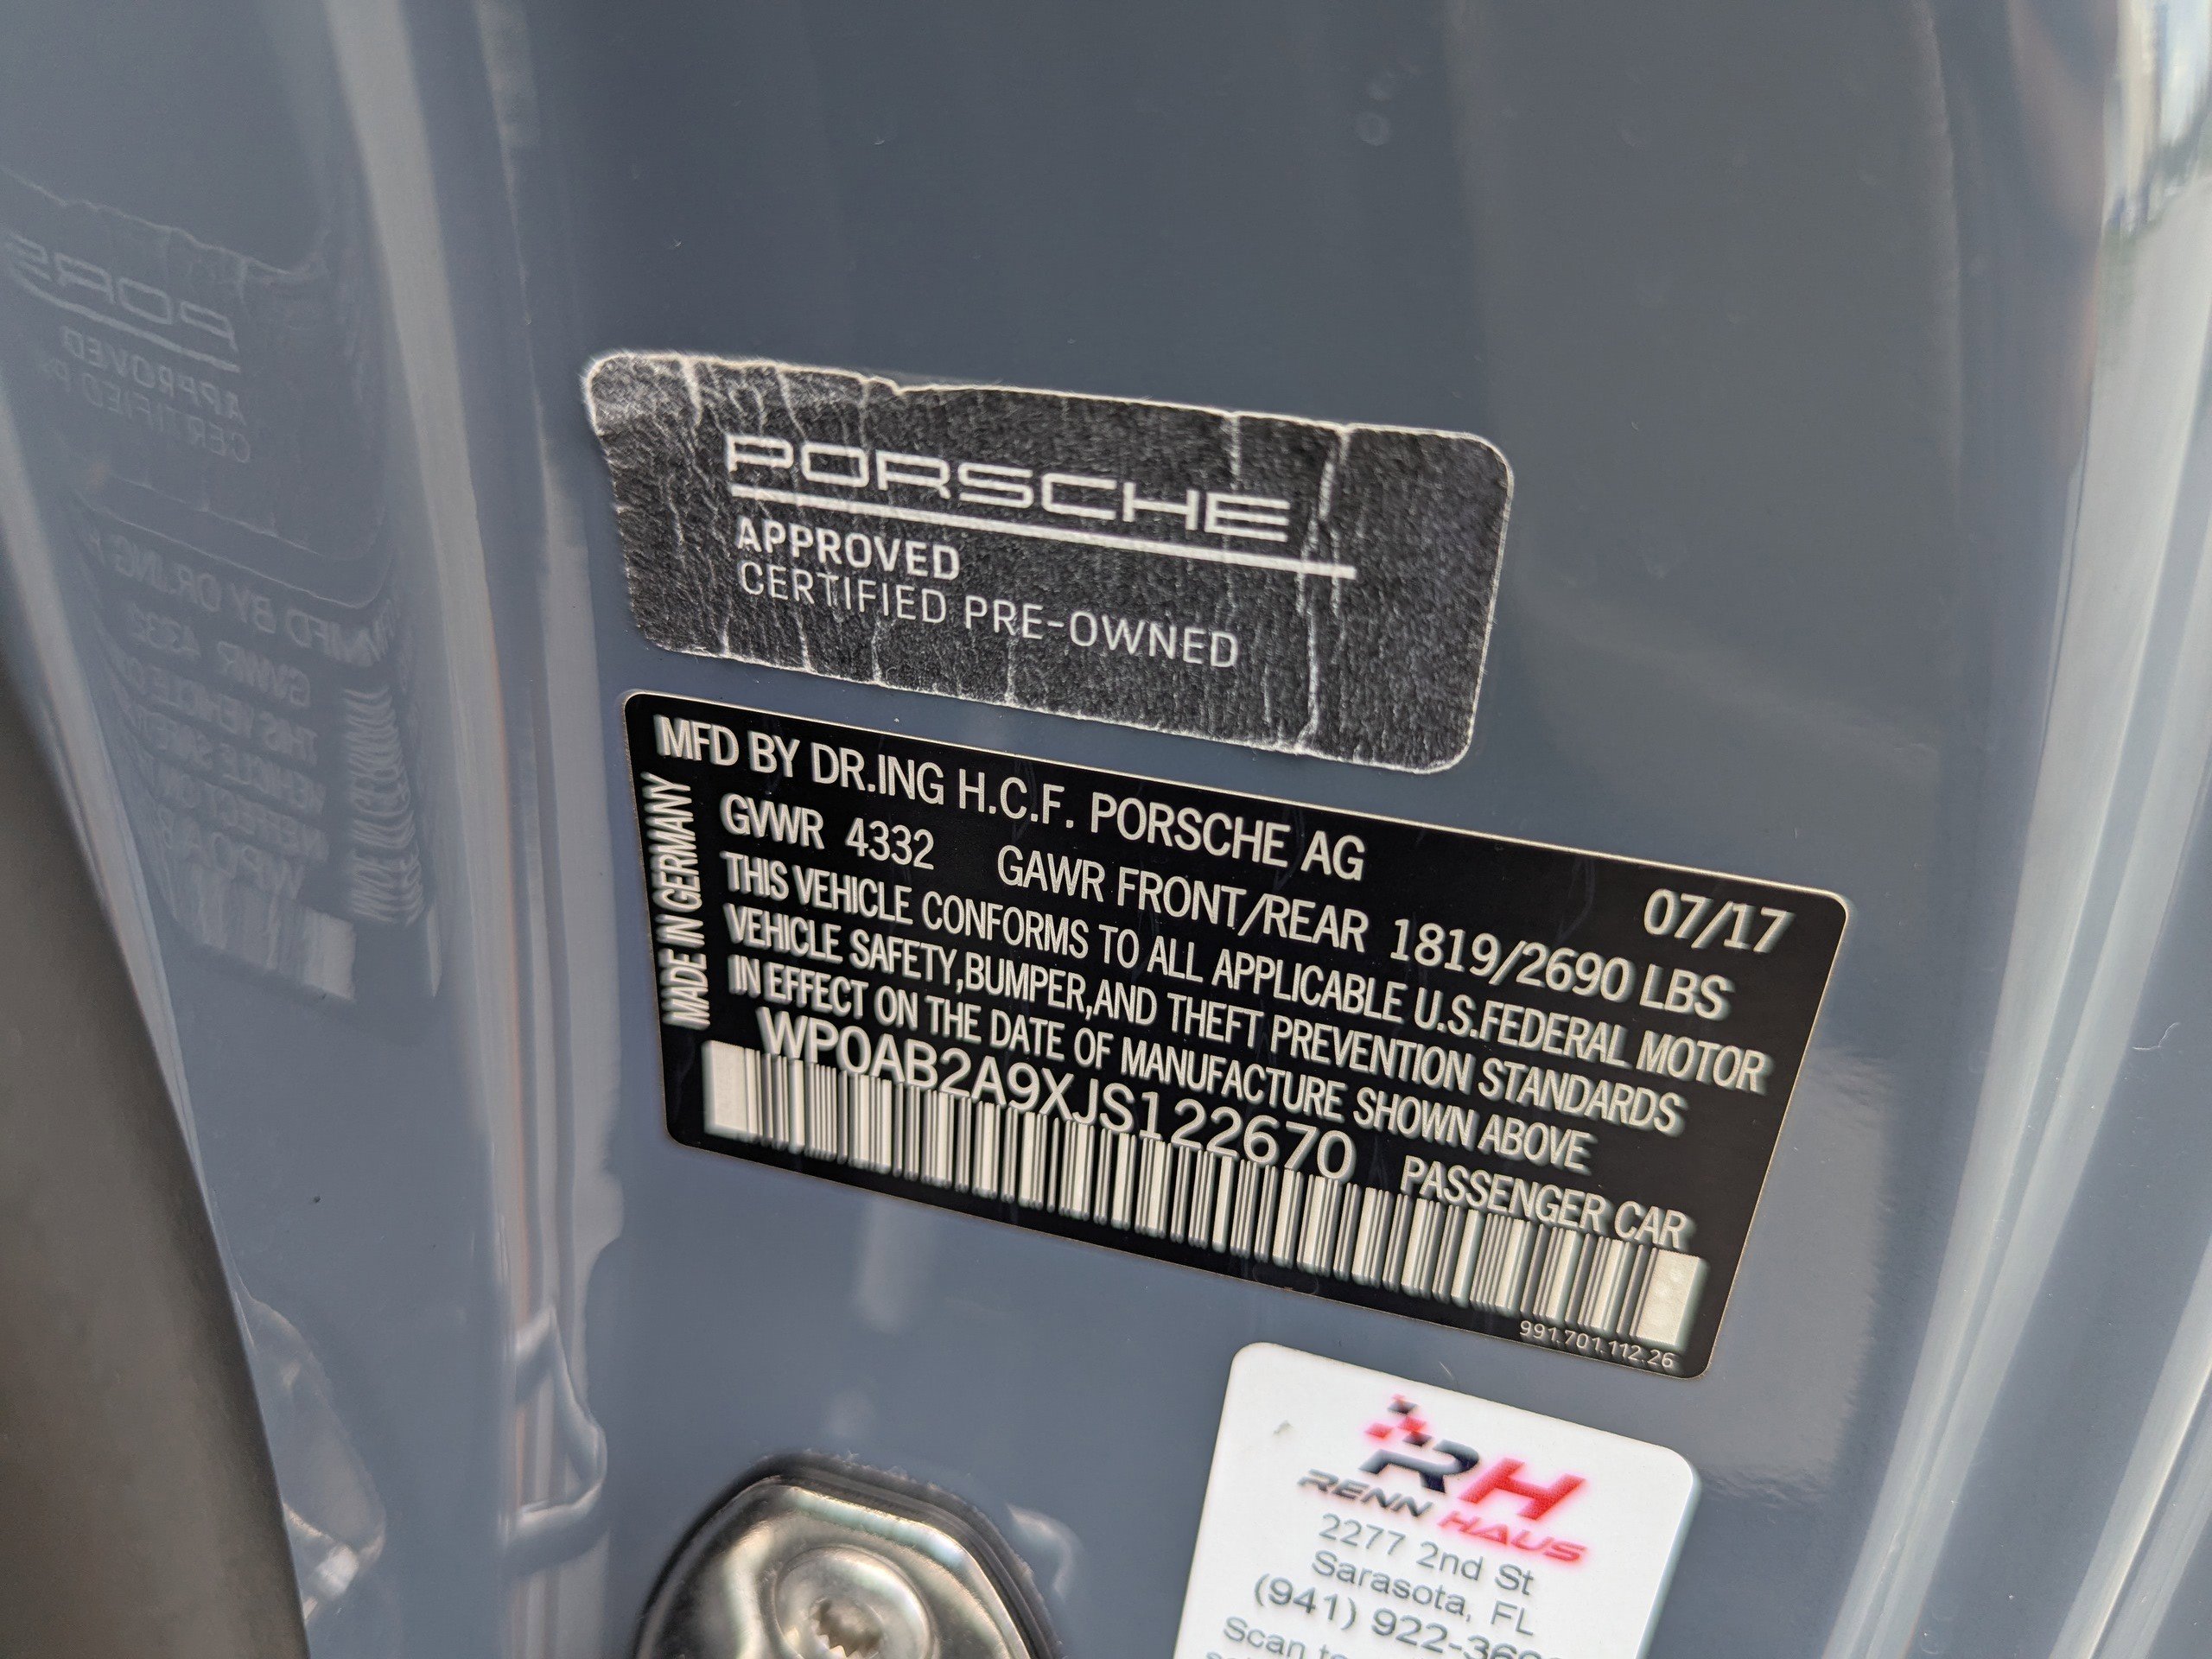 PORSCHE
APPROVED
CERTIFIED PRE-OWNED
MFD BY DR.ING H.C.F. PORSCHE AG
07/17
GVWR 4332 GAWR FRONT/REAR 1819/2690 LBS
THIS VEHICLE CONFORMS TO ALL APPLICABLE U.S.FEDERAL MOTOR
VEHICLE SAFETY,BUMPER,AND THEFT PREVENTION STANDARDS
IN EFFECT ON THE DATE OF MANUFACTURE SHOWN ABOVE
WP0AB2A9XJS122670 PASSENGER CAR
MADE IN GERMANY
991.701.112.26
RH
RENN HAUS
2277 2nd St
Sarasota, FL
(941)
Scan